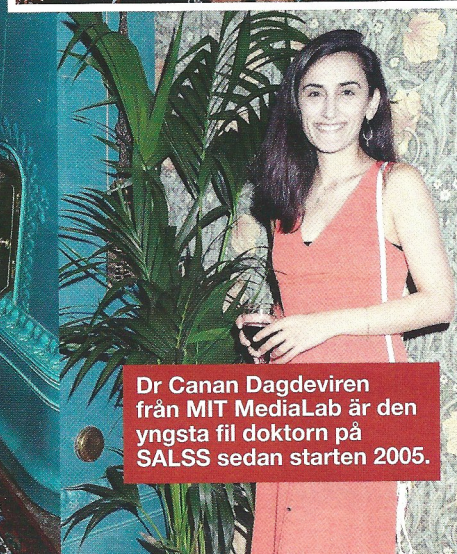 Dr Canan Dagdeviren
från MIT MediaLab är den
yngsta fil doktorn på
SALSS sedan starten 2005.